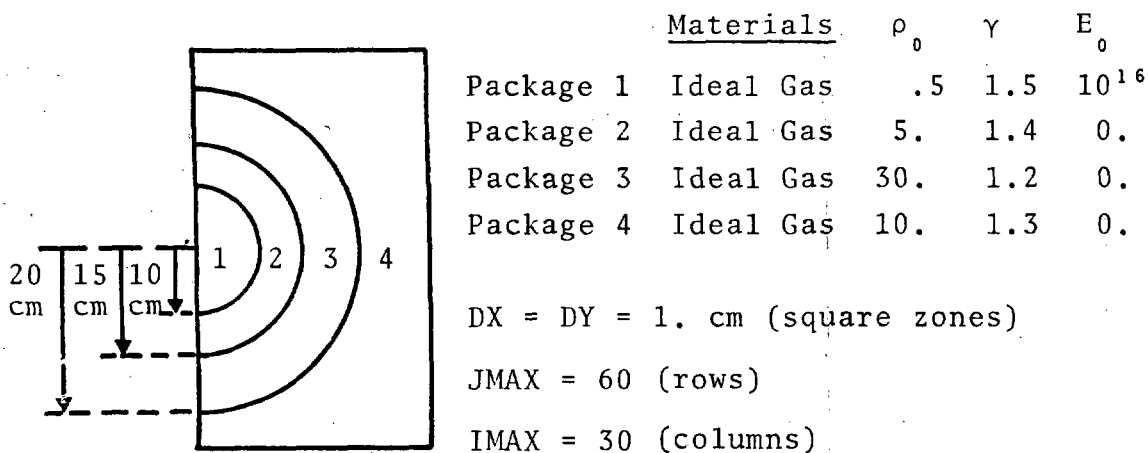 Materials ρ₀ γ E₀
Package 1 Ideal Gas .5 1.5 10¹⁶
Package 2 Ideal Gas 5. 1.4 0.
Package 3 Ideal Gas 30. 1.2 0.
Package 4 Ideal Gas 10. 1.3 0.
1 2 3 4
20 cm 15 cm 10 cm
DX = DY = 1. cm (square zones)
JMAX = 60 (rows)
IMAX = 30 (columns)